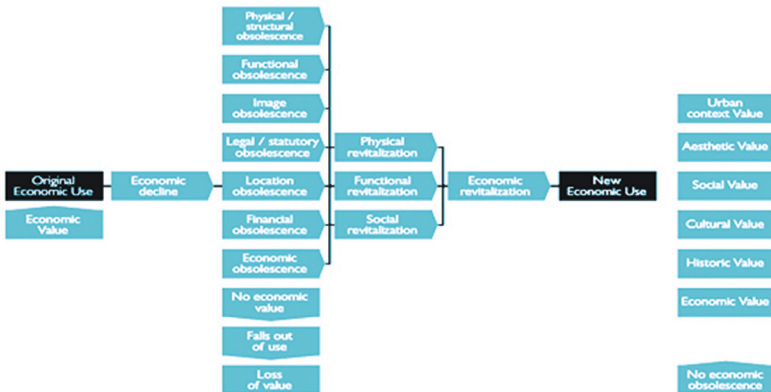 Physical /
structural
obsolescence
Functional
obsolescence
Image
obsolescence
Legal / statutory
obsolescence
Location
obsolescence
Financial
obsolescence
Economic
obsolescence
No economic
value
Falls out
of use
Loss
of value
Original
Economic Use
Economic
Value
Economic
decline
Physical
revitalization
Functional
revitalization
Social
revitalization
Economic
revitalization
New
Economic Use
Urban
context Value
Aesthetic Value
Social Value
Cultural Value
Historic Value
Economic Value
No economic
obsolescence